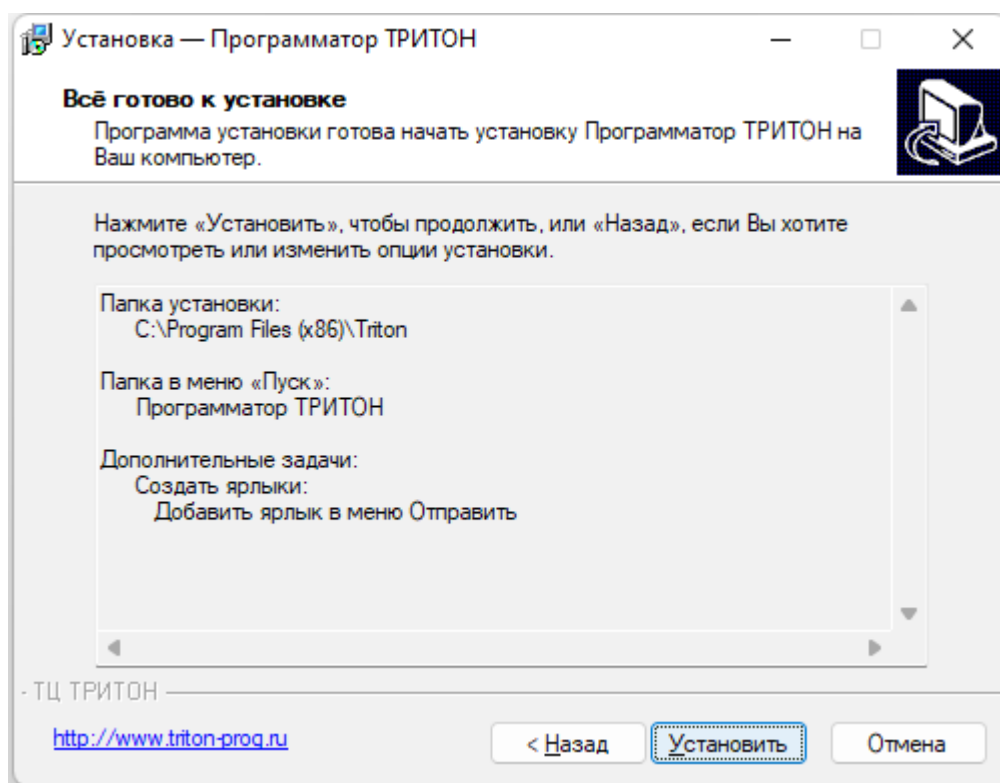 Установка — Программатор ТРИТОН
Всё готово к установке
Программа установки готова начать установку Программатор ТРИТОН на
Ваш компьютер.
Нажмите «Установить», чтобы продолжить, или «Назад», если Вы хотите
просмотреть или изменить опции установки.
Папка установки:
C:\Program Files (x86)\Triton
Папка в меню «Пуск»:
Программатор ТРИТОН
Дополнительные задачи:
Создать ярлыки:
Добавить ярлык в меню Отправить
ТЦ ТРИТОН
http://www.triton-prog.ru
< Назад
Установить
Отмена